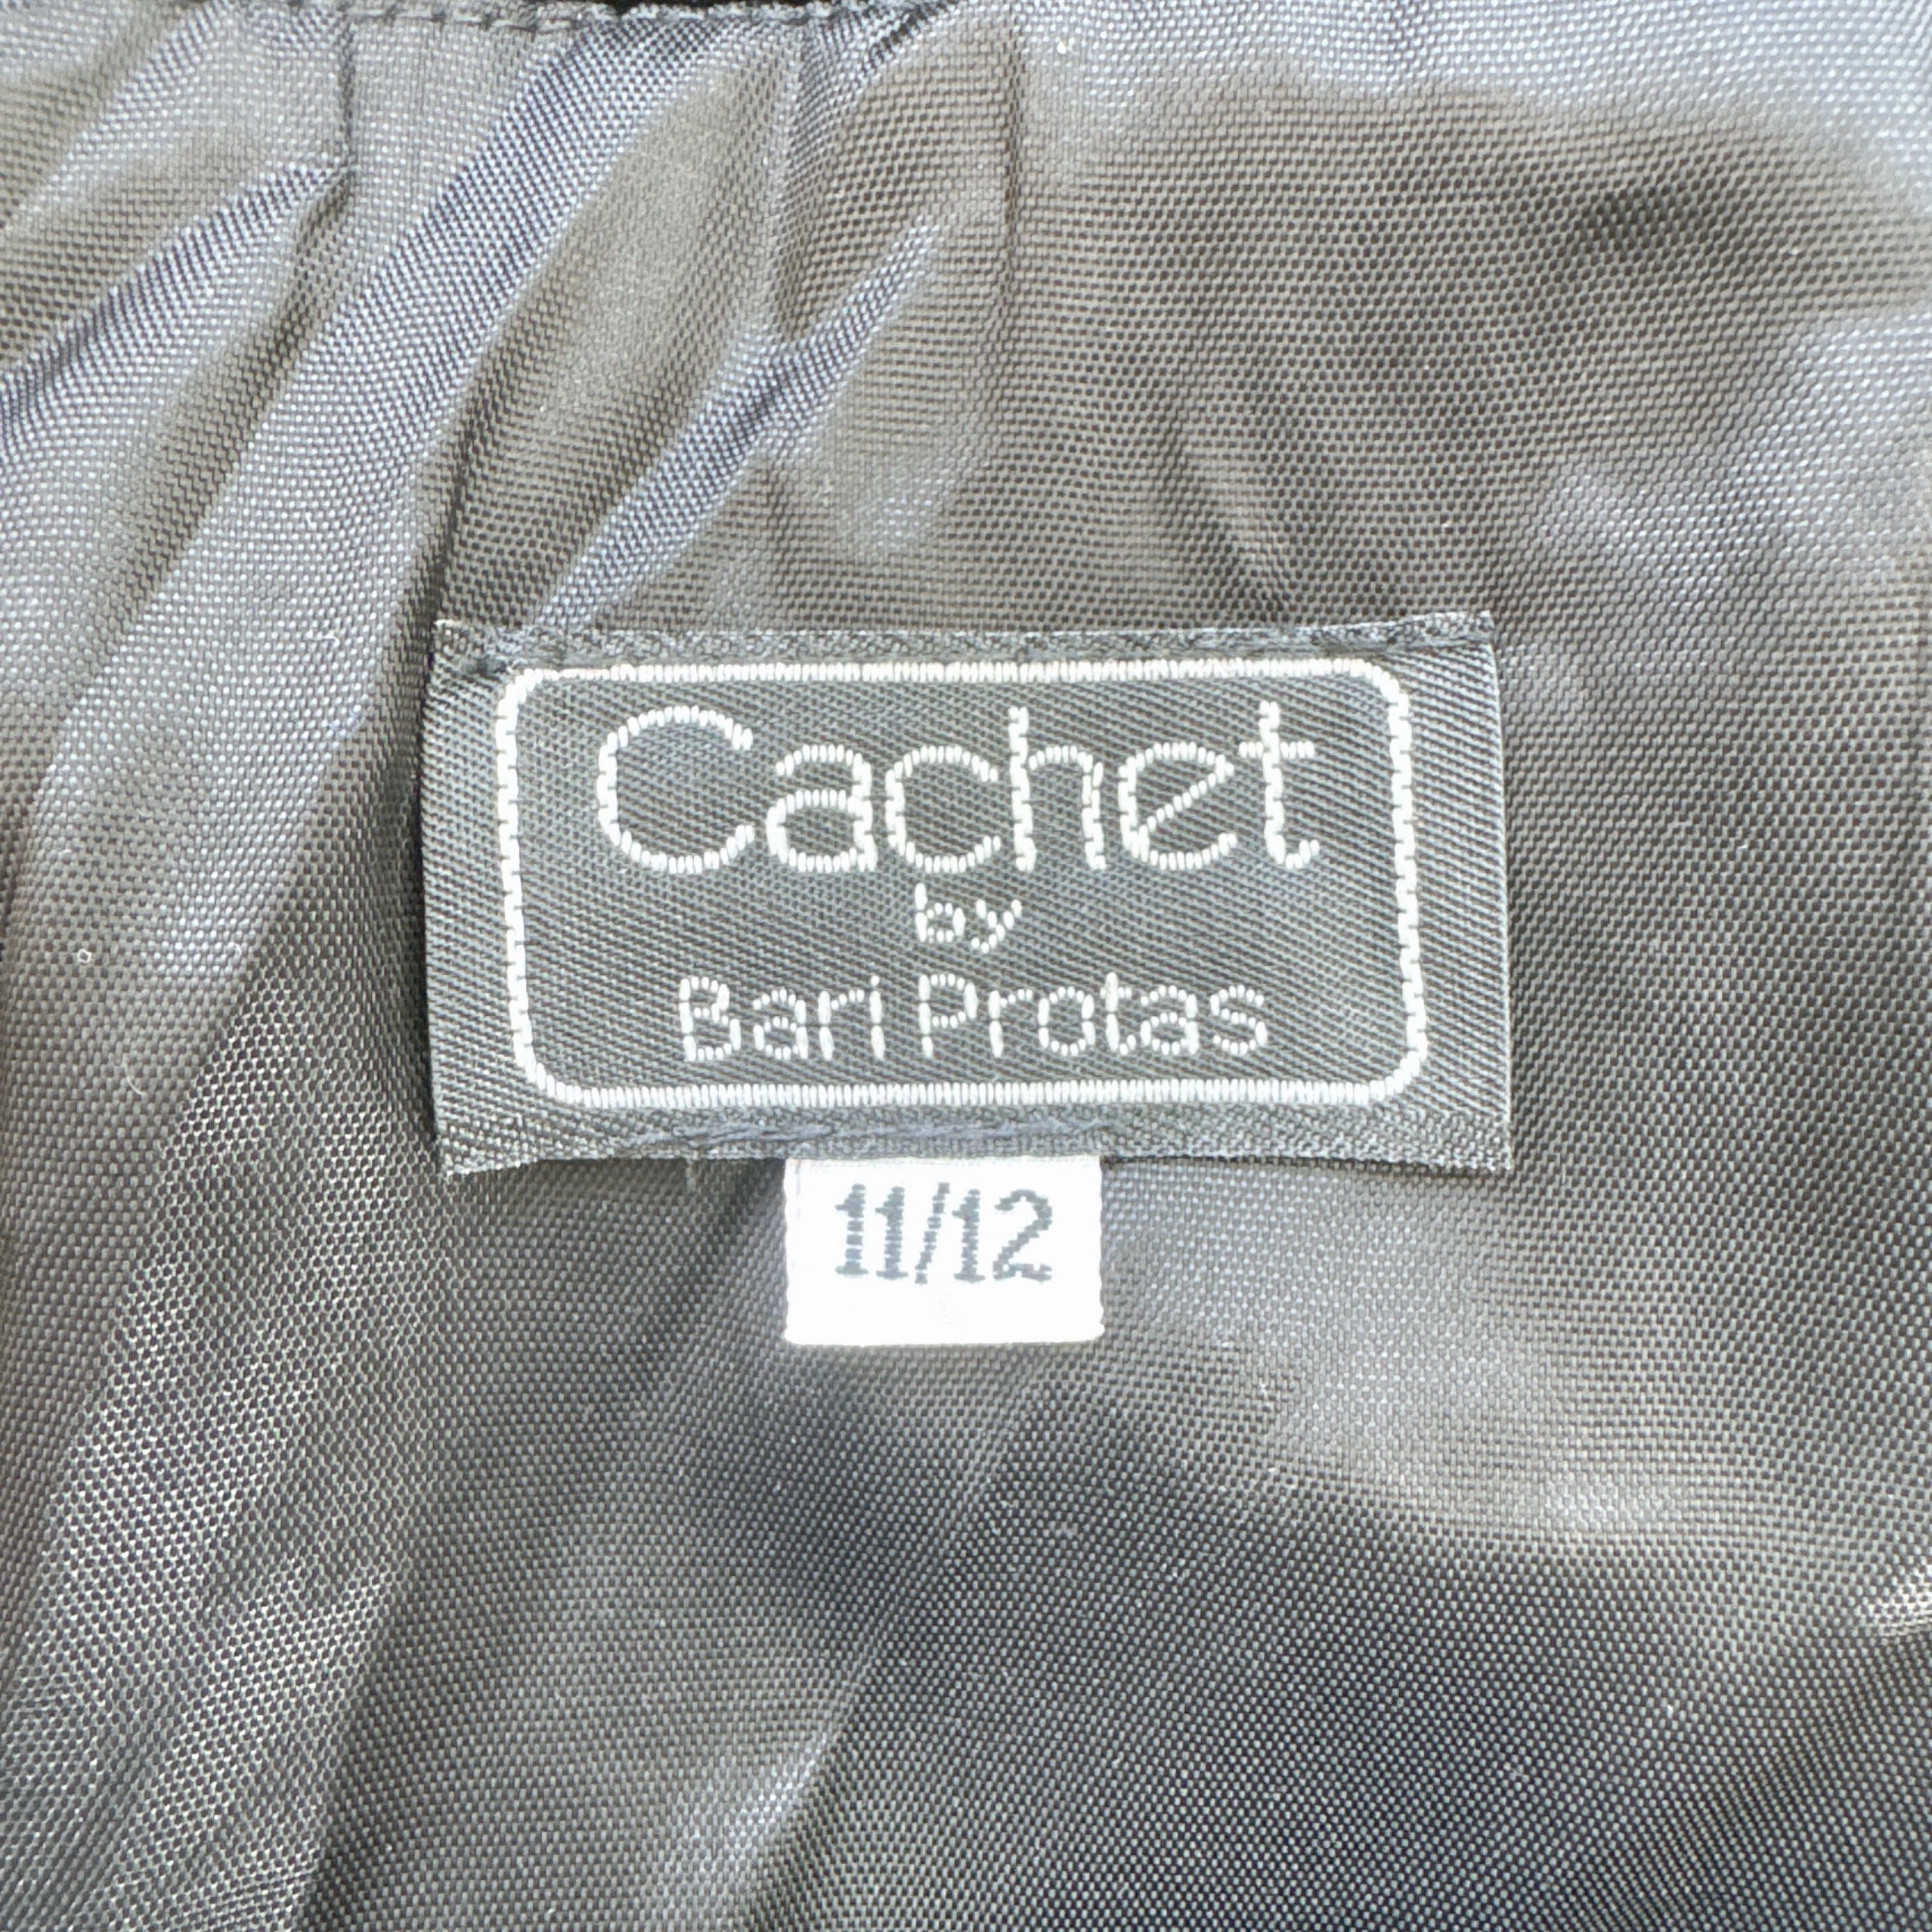 Cachet
by
Bari Protas
11/12